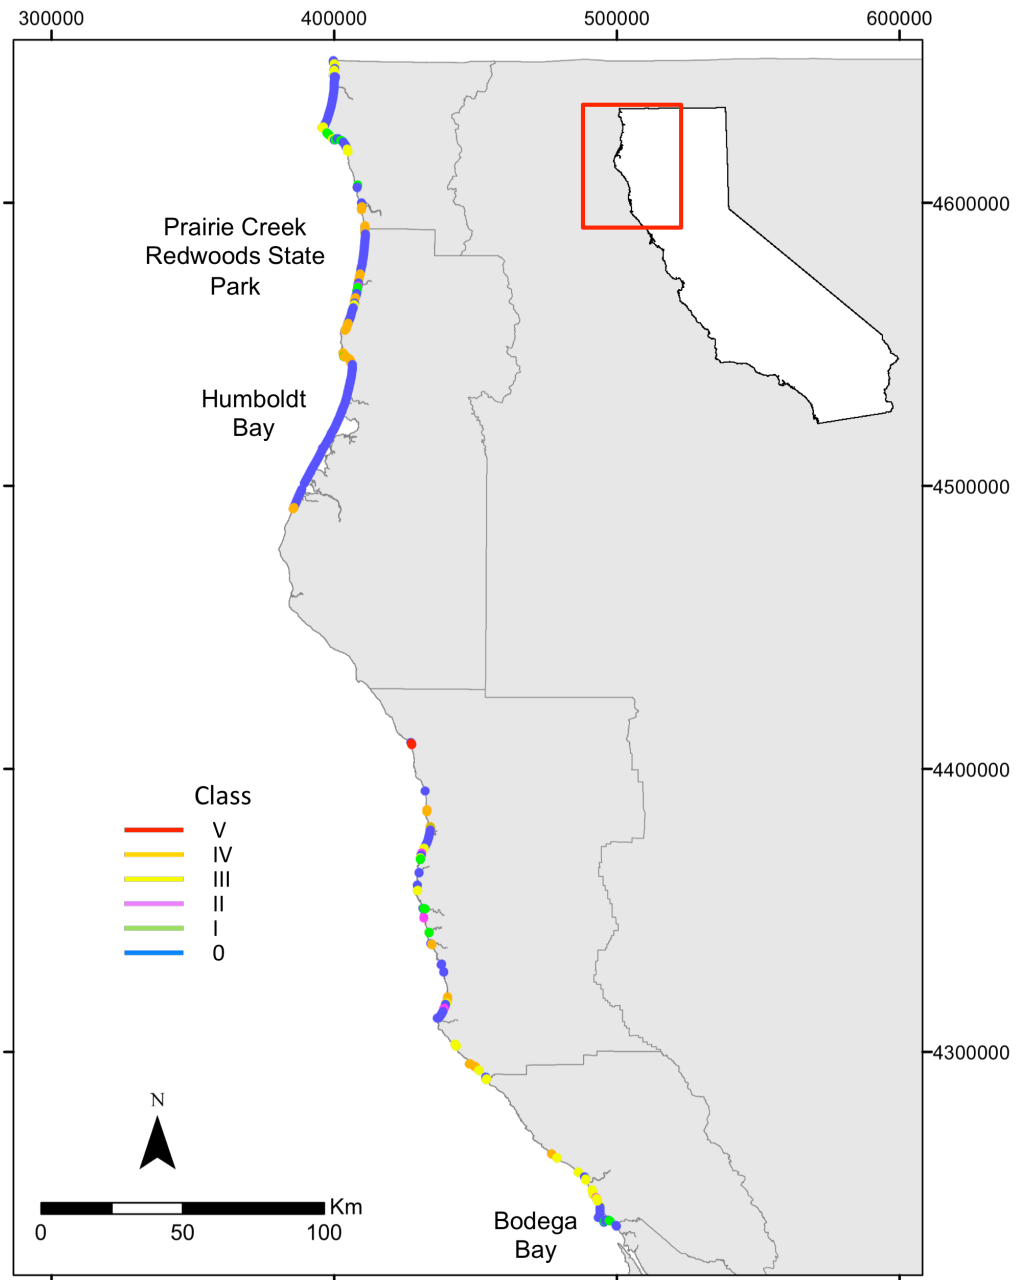 300000
400000
500000
600000
4600000
Prairie Creek
Redwoods State
Park
Humboldt
Bay
4500000
4400000
Class
V
IV
III
II
I
0
4300000
N
Km
0
50
100
Bodega
Bay